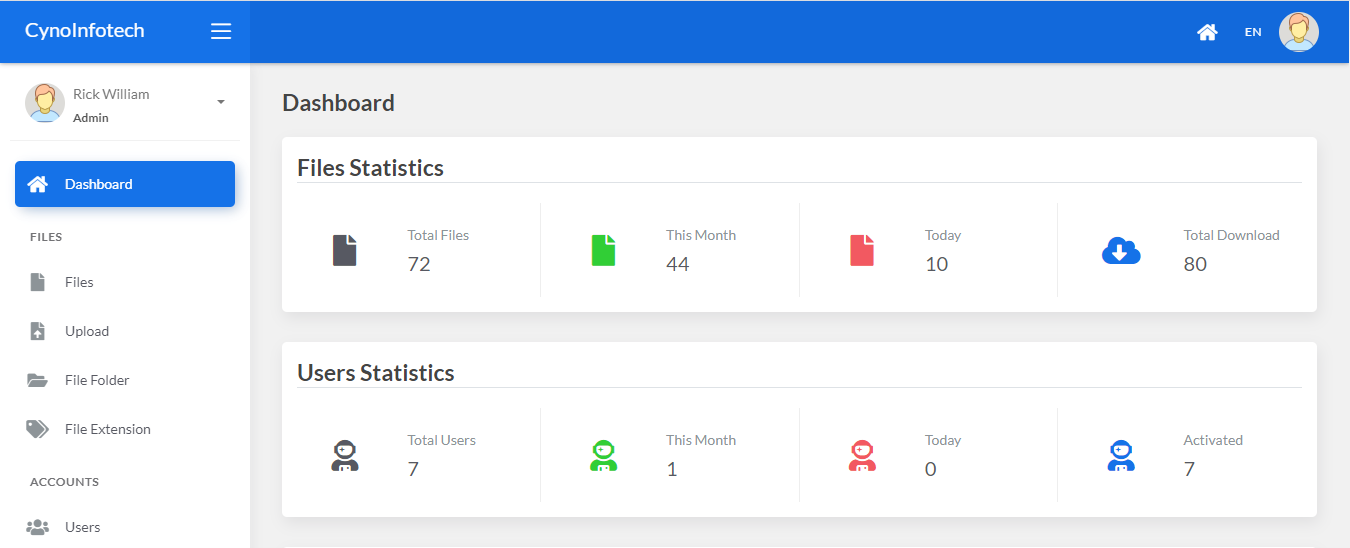 CynoInfotech
EN
Rick William
Admin
Dashboard
FILES
Files
Upload
File Folder
File Extension
ACCOUNTS
Users
Dashboard
Files Statistics
Total Files
72
This Month
44
Today
10
Total Download
80
Users Statistics
Total Users
7
This Month
1
Today
0
Activated
7